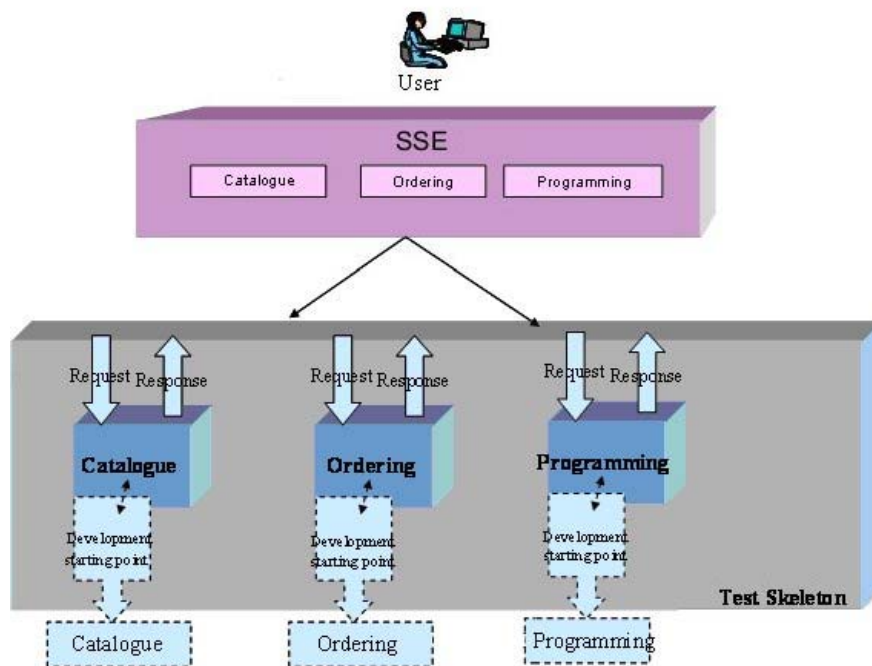 User
SSE
Catalogue Ordering Programming
Request Response Request Response Request Response
Catalogue Ordering Programming
Development starting point Development starting point Development starting point
Test Skeleton
Catalogue Ordering Programming